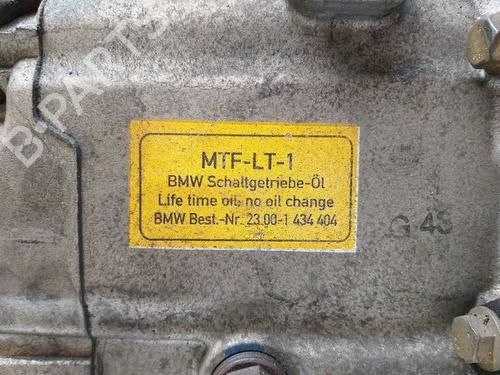 B-PARTS
MTF-LT-1
BMW Schaltgetriebe-Öl
Life time oil, no oil change
BMW Best.-Nr. 23 00-1 434 404
G 43